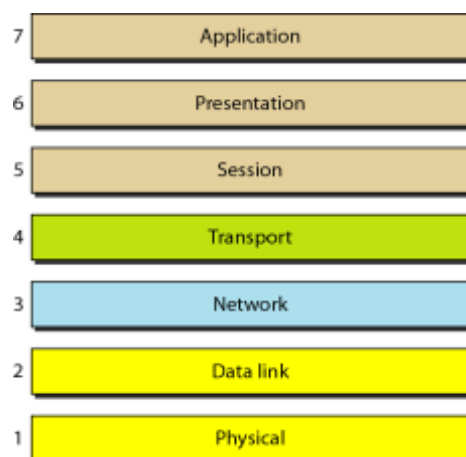 7 Application
6 Presentation
5 Session
4 Transport
3 Network
2 Data link
1 Physical